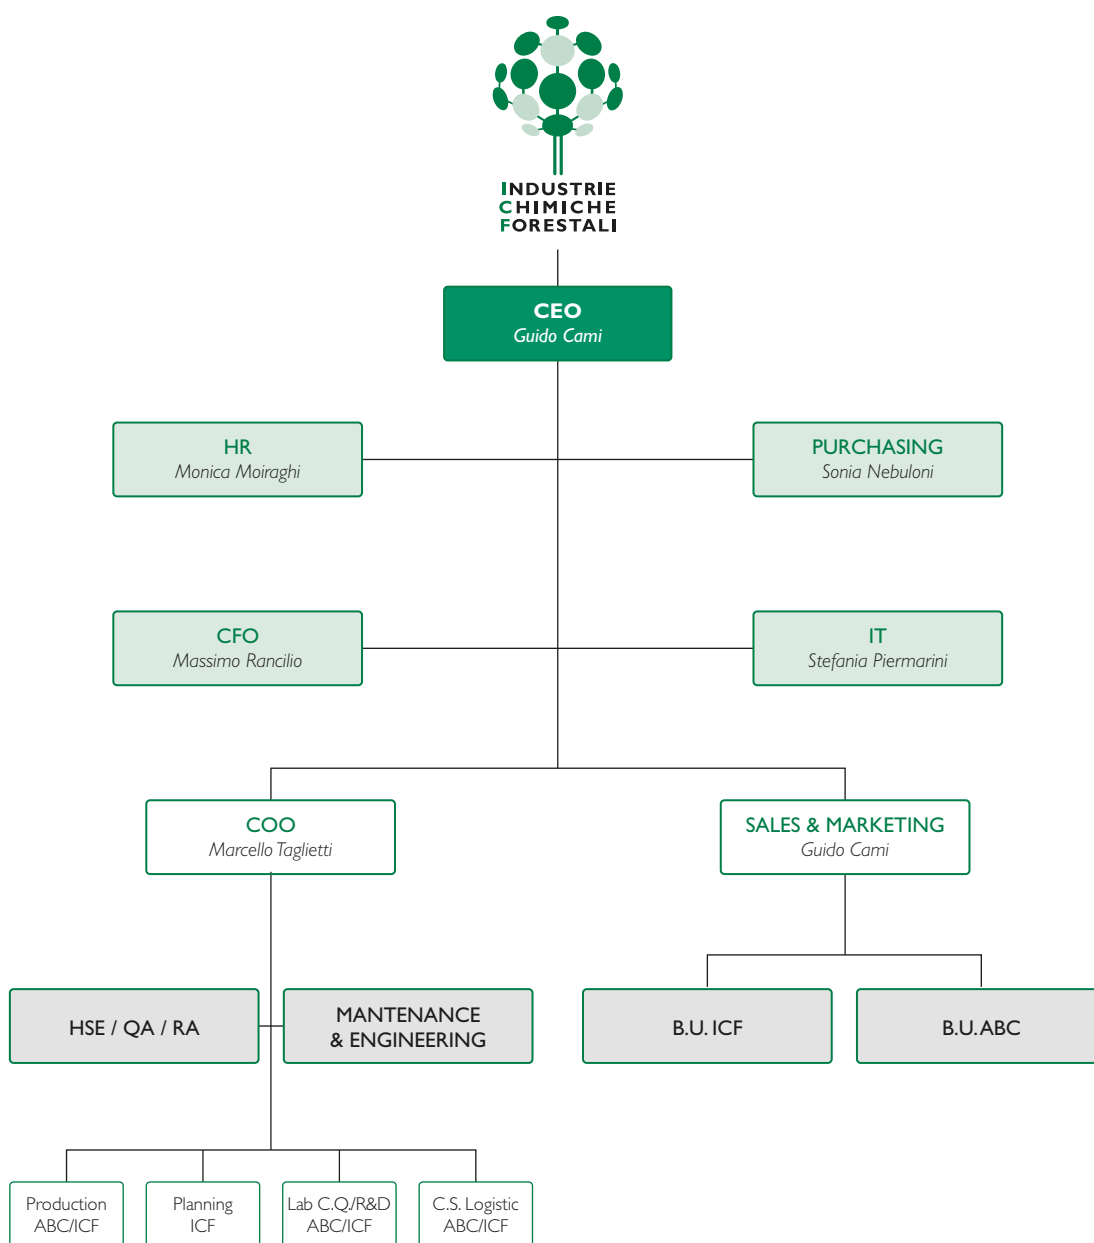 INDUSTRIE
CHIMICHE
FORESTALI
CEO
Guido Cami
HR
Monica Moiraghi
PURCHASING
Sonia Nebuloni
CFO
Massimo Rancilio
IT
Stefania Piermarini
COO
Marcello Taglietti
SALES & MARKETING
Guido Cami
HSE / QA / RA
MANTENANCE
& ENGINEERING
B.U. ICF
B.U. ABC
Production
ABC/ICF
Planning
ICF
Lab C.Q./R&D
ABC/ICF
C.S. Logistic
ABC/ICF